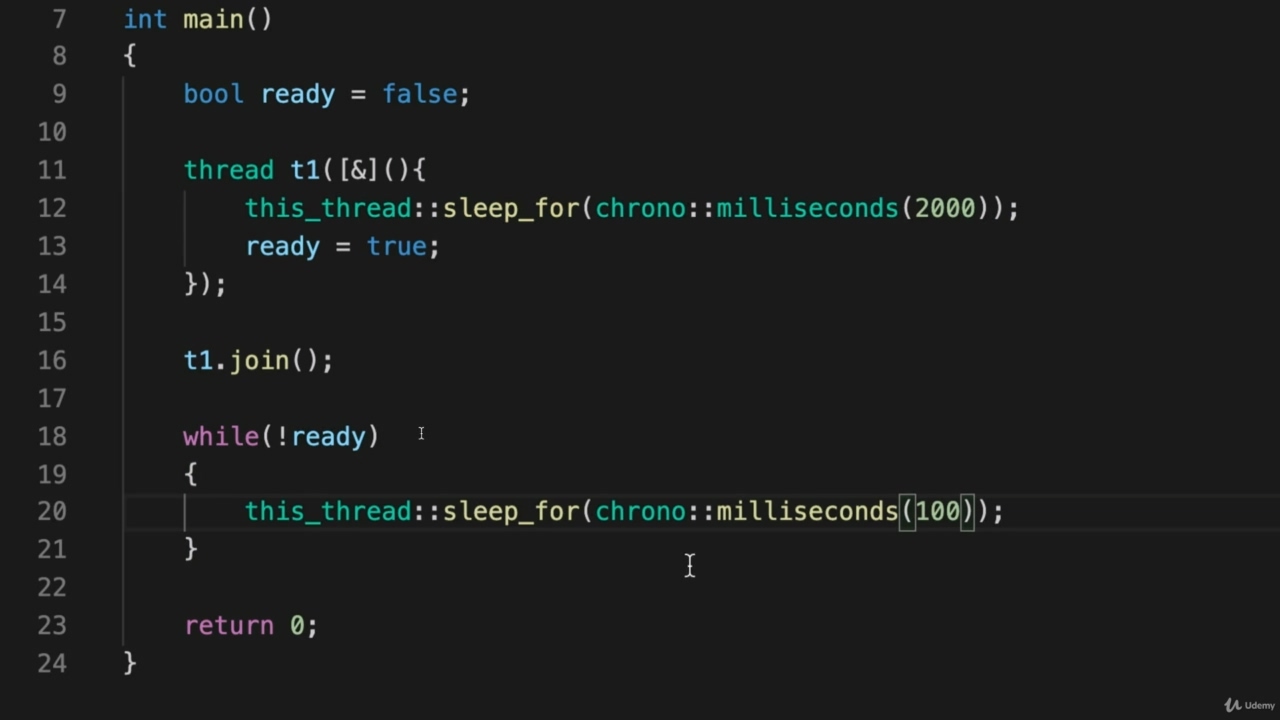 7 int main()
8 {
9 bool ready = false;
10
11 thread t1([&](){
12 this_thread::sleep_for(chrono::milliseconds(2000));
13 ready = true;
14 });
15
16 t1.join();
17
18 while(!ready)
19 {
20 this_thread::sleep_for(chrono::milliseconds(100));
21 }
22
23 return 0;
24 }
Udemy